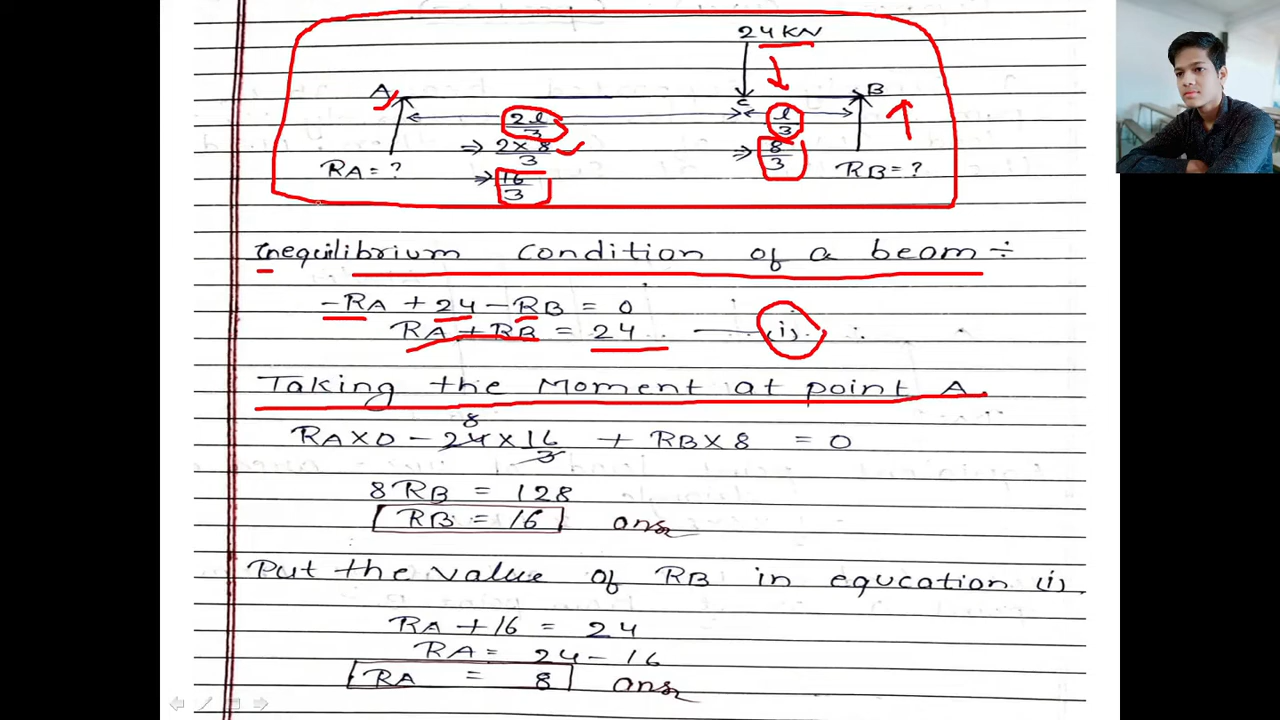 24 KN
A C B
2l/3 l/3
⇒ 2×8/3 ⇒ 8/3
RA = ? RB = ?
⇒ 16/3
Inequilibrium condition of a beam ÷
-RA + 24 - RB = 0
RA + RB = 24 (i)
Taking the Moment at point A.
8
RA×0 - 24 × 16/3 + RB×8 = 0
8RB = 128
RB = 16 ans
Put the value of RB in equcation (i).
RA + 16 = 24
RA = 24 - 16
RA = 8 ans